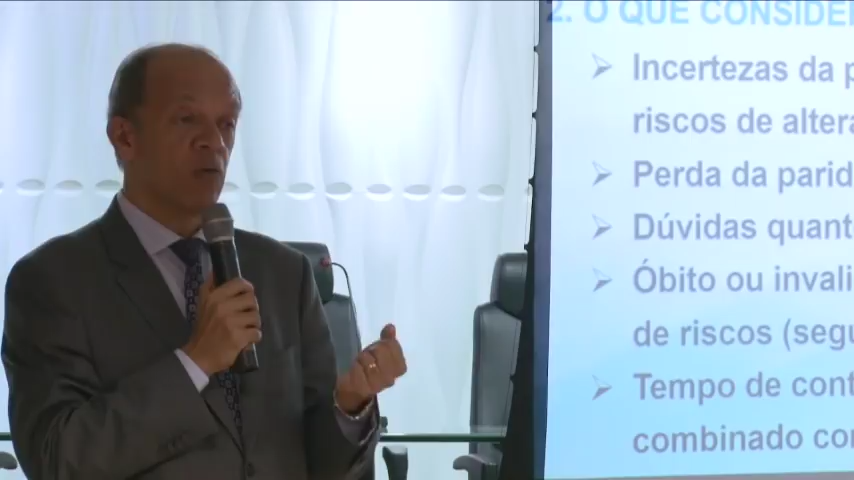 2. O QUE CONSIDE
Incertezas da
riscos de altera
Perda da parid
Dúvidas quant
Óbito ou invali
de riscos (segu
Tempo de cont
combinado co